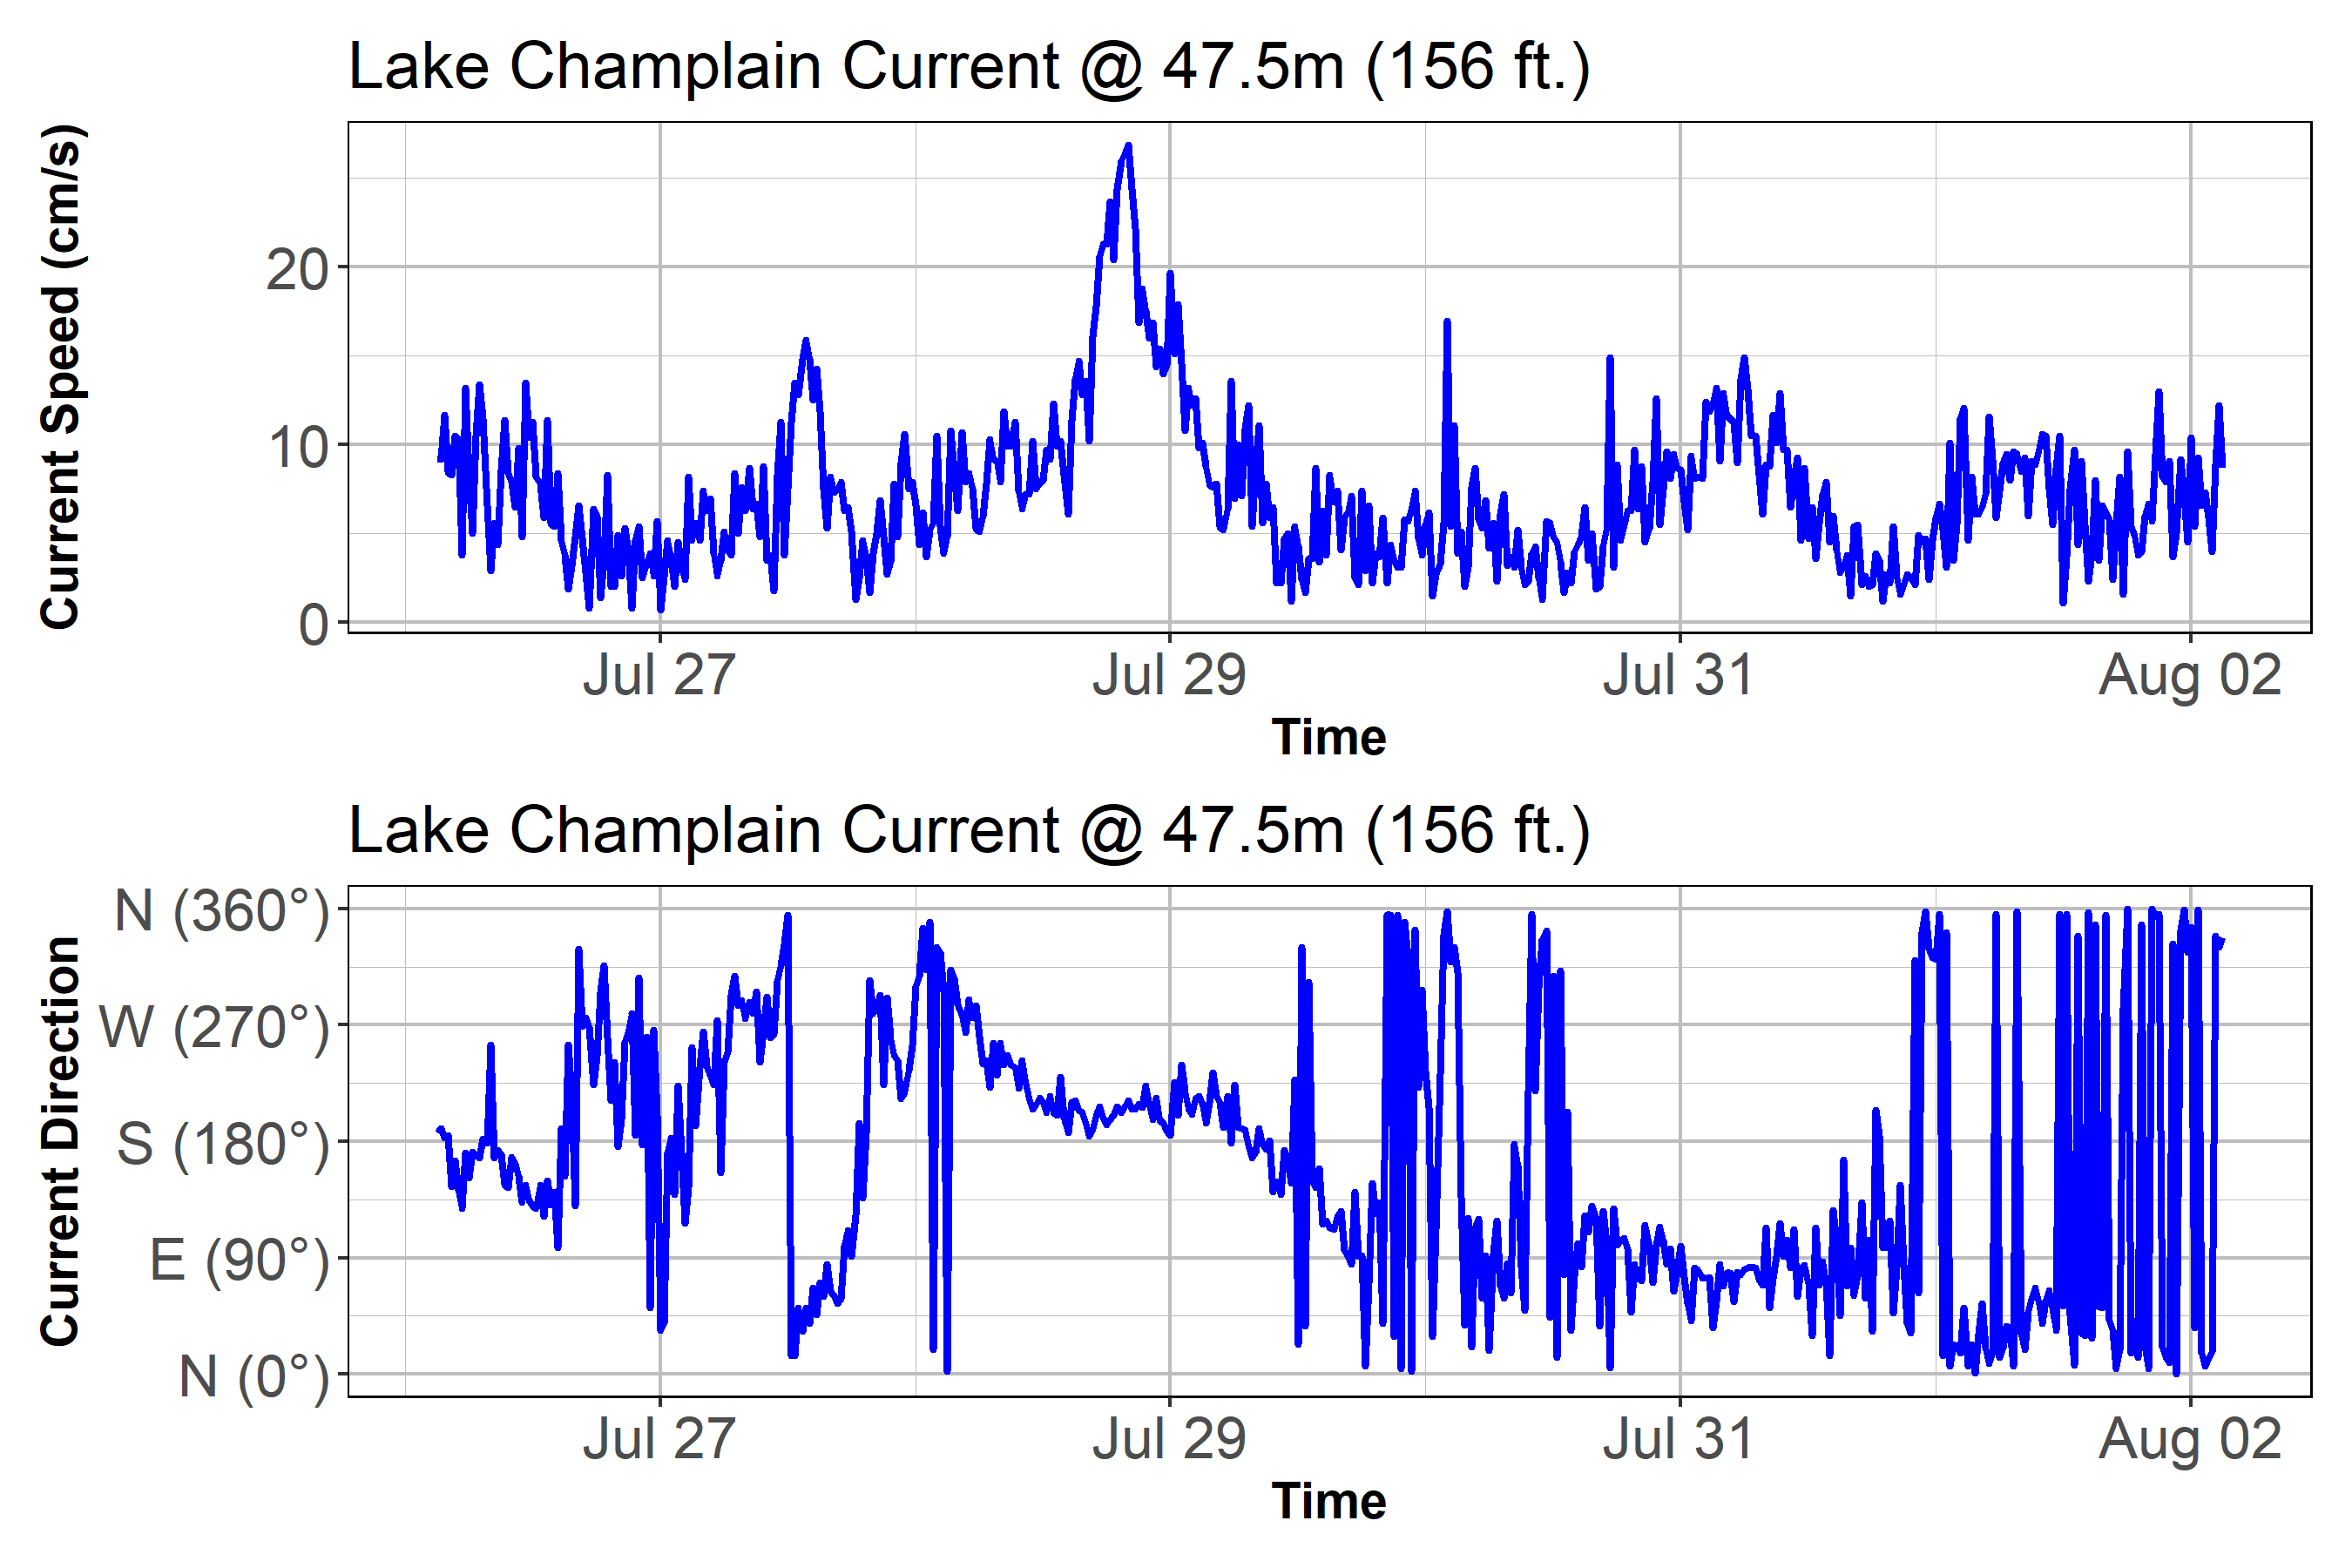 Lake Champlain Current @ 47.5m (156 ft.)
Current Speed (cm/s)
20
10
0
Jul 27 Jul 29 Jul 31 Aug 02
Time
Lake Champlain Current @ 47.5m (156 ft.)
Current Direction
N (360°)
W (270°)
S (180°)
E (90°)
N (0°)
Jul 27 Jul 29 Jul 31 Aug 02
Time